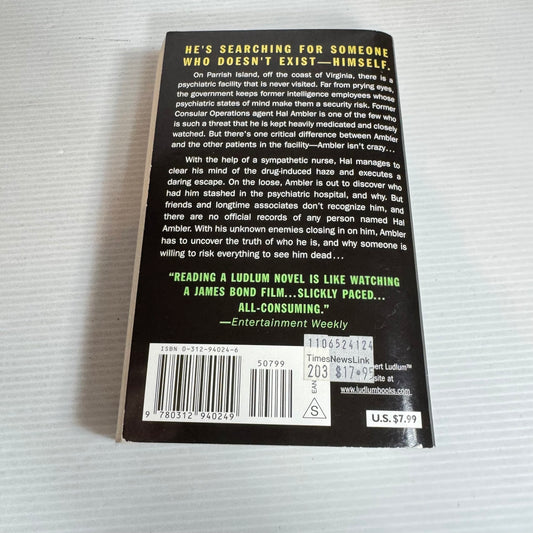 HE'S SEARCHING FOR SOMEONE
WHO DOESN'T EXIST—HIMSELF.
On Parrish Island, off the coast of Virginia, there is a
psychiatric facility that is never visited. Far from prying eyes,
the government keeps former intelligence employees whose
psychiatric states of mind make them a security risk. Former
Consular Operations agent Hal Ambler is one of the few who
is such a threat that he is kept heavily medicated and closely
watched. But there's one critical difference between Ambler
and the other patients in the facility—Ambler isn't crazy...
With the help of a sympathetic nurse, Hal manages to
clear his mind of the drug-induced haze and executes a
daring escape. On the loose, Ambler is out to discover who
had him stashed in the psychiatric hospital, and why. But
friends and longtime associates don't recognize him, and
there are no official records of any person named Hal
Ambler. With his unknown enemies closing in on him, Ambler
has to uncover the truth of who he is, and why someone is
willing to risk everything to see him dead...
“READING A LUDLUM NOVEL IS LIKE WATCHING
A JAMES BOND FILM...SLICKLY PACED...
ALL-CONSUMING.”
—Entertainment Weekly
ISBN 0-312-94024-6
50799
9 780312 940249
EAN
S
1106524124
TimesNewsLink
203 $17.95
Ludlum™
site at
www.ludlumbooks.com
U.S. $7.99